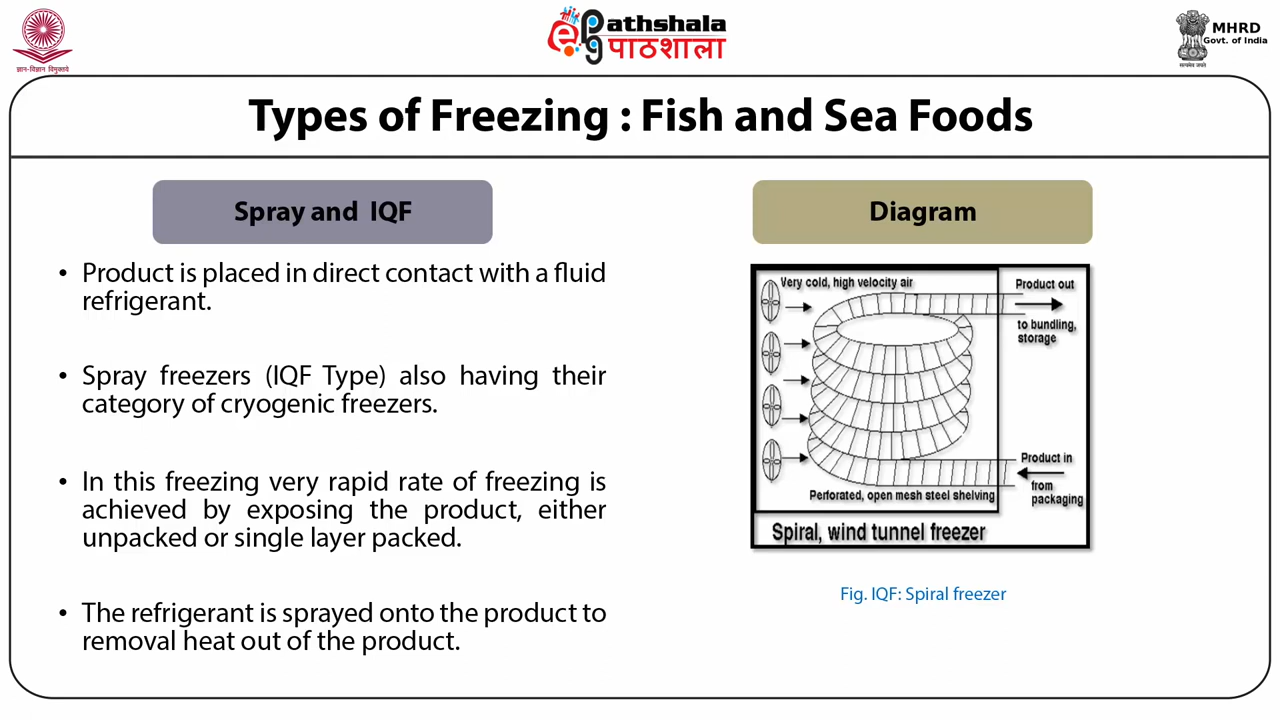 ज्ञान-विज्ञान विमुक्तये
ePathshala
पाठशाला
MHRD
Govt. of India
सत्यमेव जयते
Types of Freezing : Fish and Sea Foods
Spray and IQF
• Product is placed in direct contact with a fluid
refrigerant.
• Spray freezers (IQF Type) also having their
category of cryogenic freezers.
• In this freezing very rapid rate of freezing is
achieved by exposing the product, either
unpacked or single layer packed.
• The refrigerant is sprayed onto the product to
removal heat out of the product.
Diagram
Very cold, high velocity air
Product out
to bundling,
storage
Product in
from
packaging
Perforated, open mesh steel shelving
Spiral, wind tunnel freezer
Fig. IQF: Spiral freezer